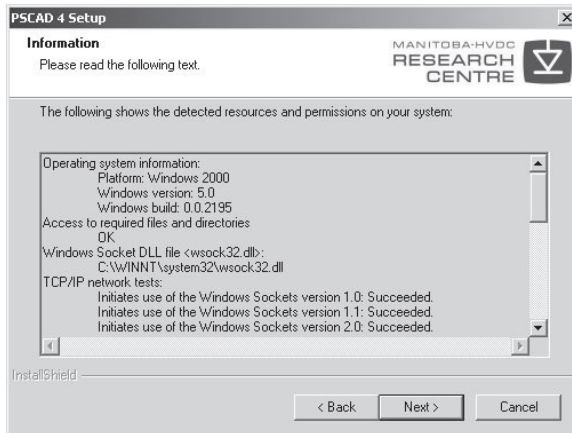 PSCAD 4 Setup
Information
Please read the following text.
MANITOBA-HVDC
RESEARCH
CENTRE
The following shows the detected resources and permissions on your system:
Operating system information:
Platform: Windows 2000
Windows version: 5.0
Windows build: 0.0.2195
Access to required files and directories
OK
Windows Socket DLL file <wsock32.dll>:
C:\WINNT\system32\wsock32.dll
TCP/IP network tests:
Initiates use of the Windows Sockets version 1.0: Succeeded.
Initiates use of the Windows Sockets version 1.1: Succeeded.
Initiates use of the Windows Sockets version 2.0: Succeeded.
InstallShield
< Back
Next >
Cancel